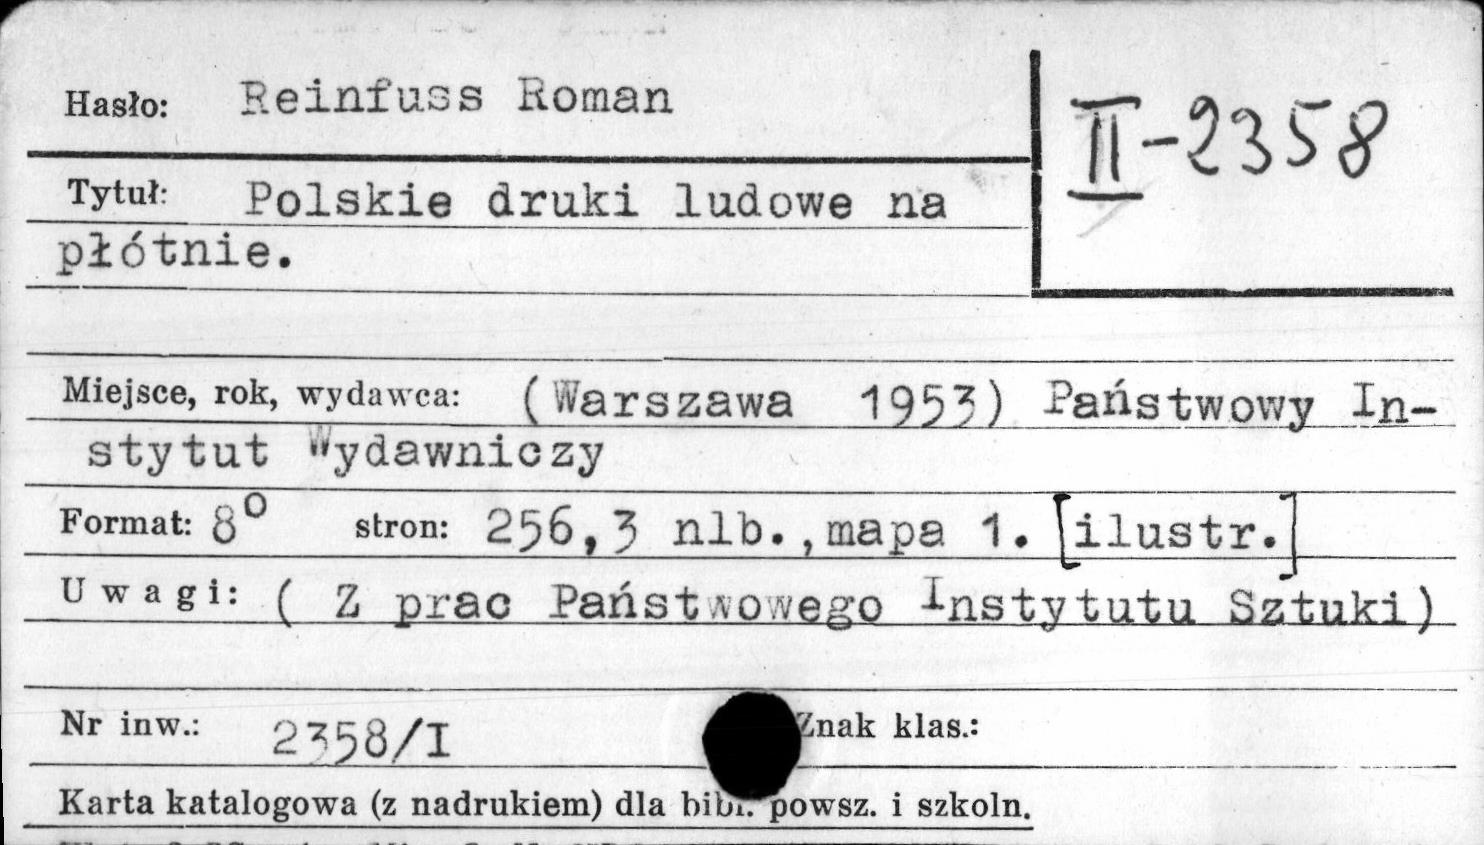 Hasło: Reinfuss Roman
II-2358
Tytuł: Polskie druki ludowe na
płótnie.
Miejsce, rok, wydawca: (Warszawa 1953) Państwowy In-
stytut Wydawniczy
Format: 8° stron: 256,3 nlb.,mapa 1. [ilustr.]
Uwagi: ( Z prac Państwowego Instytutu Sztuki)
Nr inw.: 2358/I Znak klas.:
Karta katalogowa (z nadrukiem) dla bibl. powsz. i szkoln.